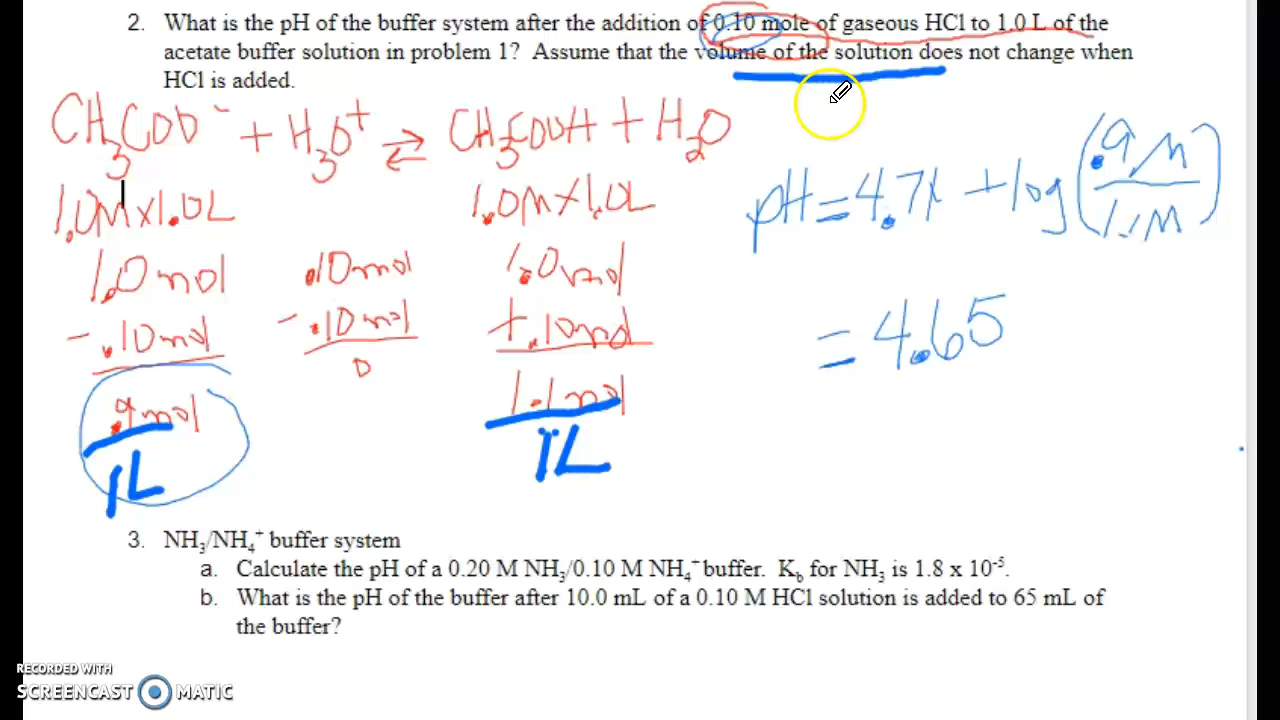 2. What is the pH of the buffer system after the addition of 0.10 mole of gaseous HCl to 1.0 L of the
acetate buffer solution in problem 1? Assume that the volume of the solution does not change when
HCl is added.
CH₃COO⁻ + H₃O⁺ ⇌ CH₃COOH + H₂O
1.0M x 1.0L 1.0M x 1.0L
1.0 mol .10 mol 1.0 mol
- .10 mol - .10 mol + .10 mol
.9 mol 0 1.1 mol
1L 1L
pH = 4.74 + log (.9M / 1.1M)
= 4.65
3. NH₃/NH₄⁺ buffer system
a. Calculate the pH of a 0.20 M NH₃/0.10 M NH₄⁺ buffer. K_b for NH₃ is 1.8 x 10⁻⁵.
b. What is the pH of the buffer after 10.0 mL of a 0.10 M HCl solution is added to 65 mL of
the buffer?
RECORDED WITH
SCREENCAST MATIC